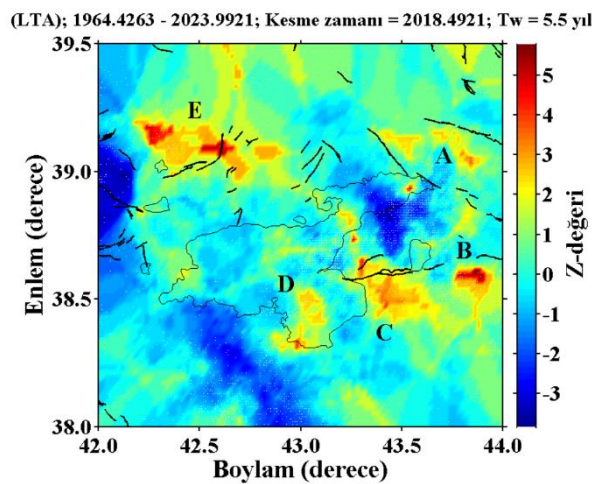 (LTA); 1964.4263 - 2023.9921; Kesme zamanı = 2018.4921; Tw = 5.5 yıl
39.5
39.0
38.5
38.0
Enlem (derece)
42.0 42.5 43.0 43.5 44.0
Boylam (derece)
E
A
B
D
C
5
4
3
2
1
0
-1
-2
-3
Z-değeri